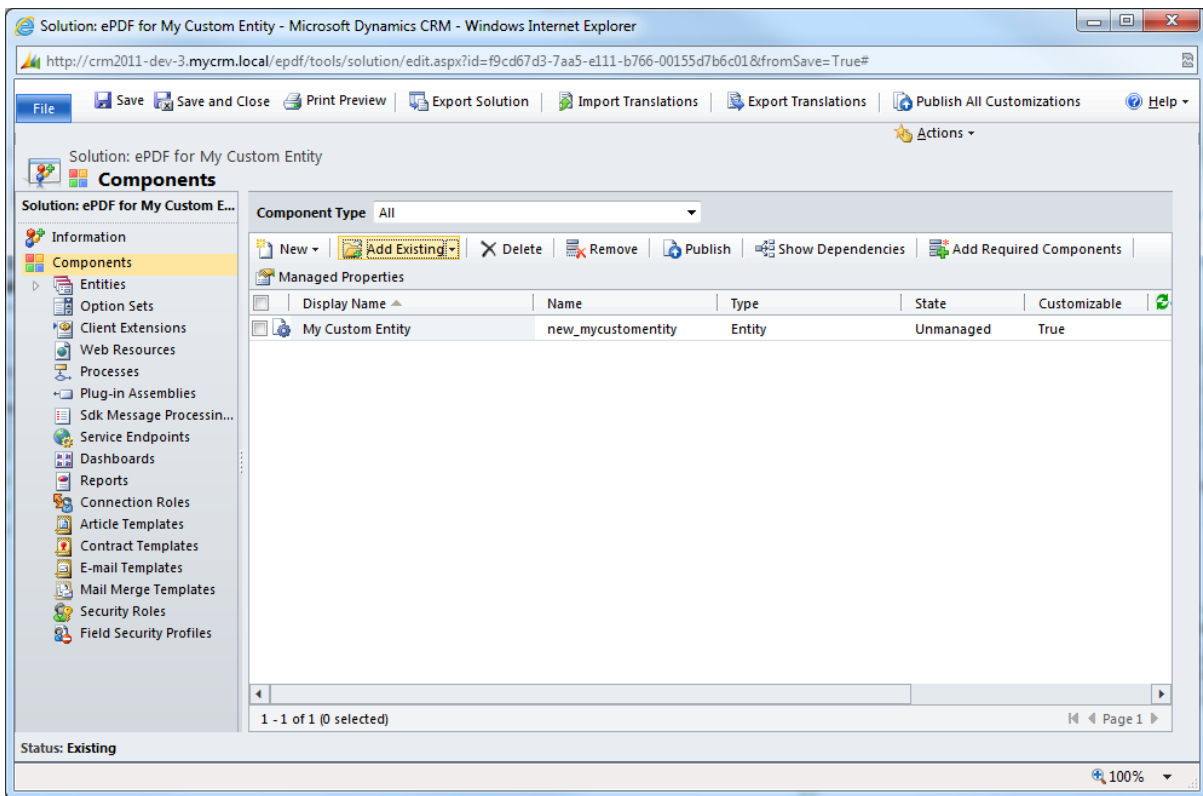 Solution: ePDF for My Custom Entity - Microsoft Dynamics CRM - Windows Internet Explorer
http://crm2011-dev-3.mycrm.local/epdf/tools/solution/edit.aspx?id=f9cd67d3-7aa5-e111-b766-00155d7b6c01&fromSave=True#
File Save Save and Close Print Preview Export Solution Import Translations Export Translations Publish All Customizations Help
Actions
Solution: ePDF for My Custom Entity
Components
Solution: ePDF for My Custom E...
Information
Components
Entities
Option Sets
Client Extensions
Web Resources
Processes
Plug-in Assemblies
Sdk Message Processin...
Service Endpoints
Dashboards
Reports
Connection Roles
Article Templates
Contract Templates
E-mail Templates
Mail Merge Templates
Security Roles
Field Security Profiles
Component Type All
New Add Existing Delete Remove Publish Show Dependencies Add Required Components
Managed Properties
Display Name Name Type State Customizable
My Custom Entity new_mycustomentity Entity Unmanaged True
1 - 1 of 1 (0 selected) Page 1
Status: Existing
100%